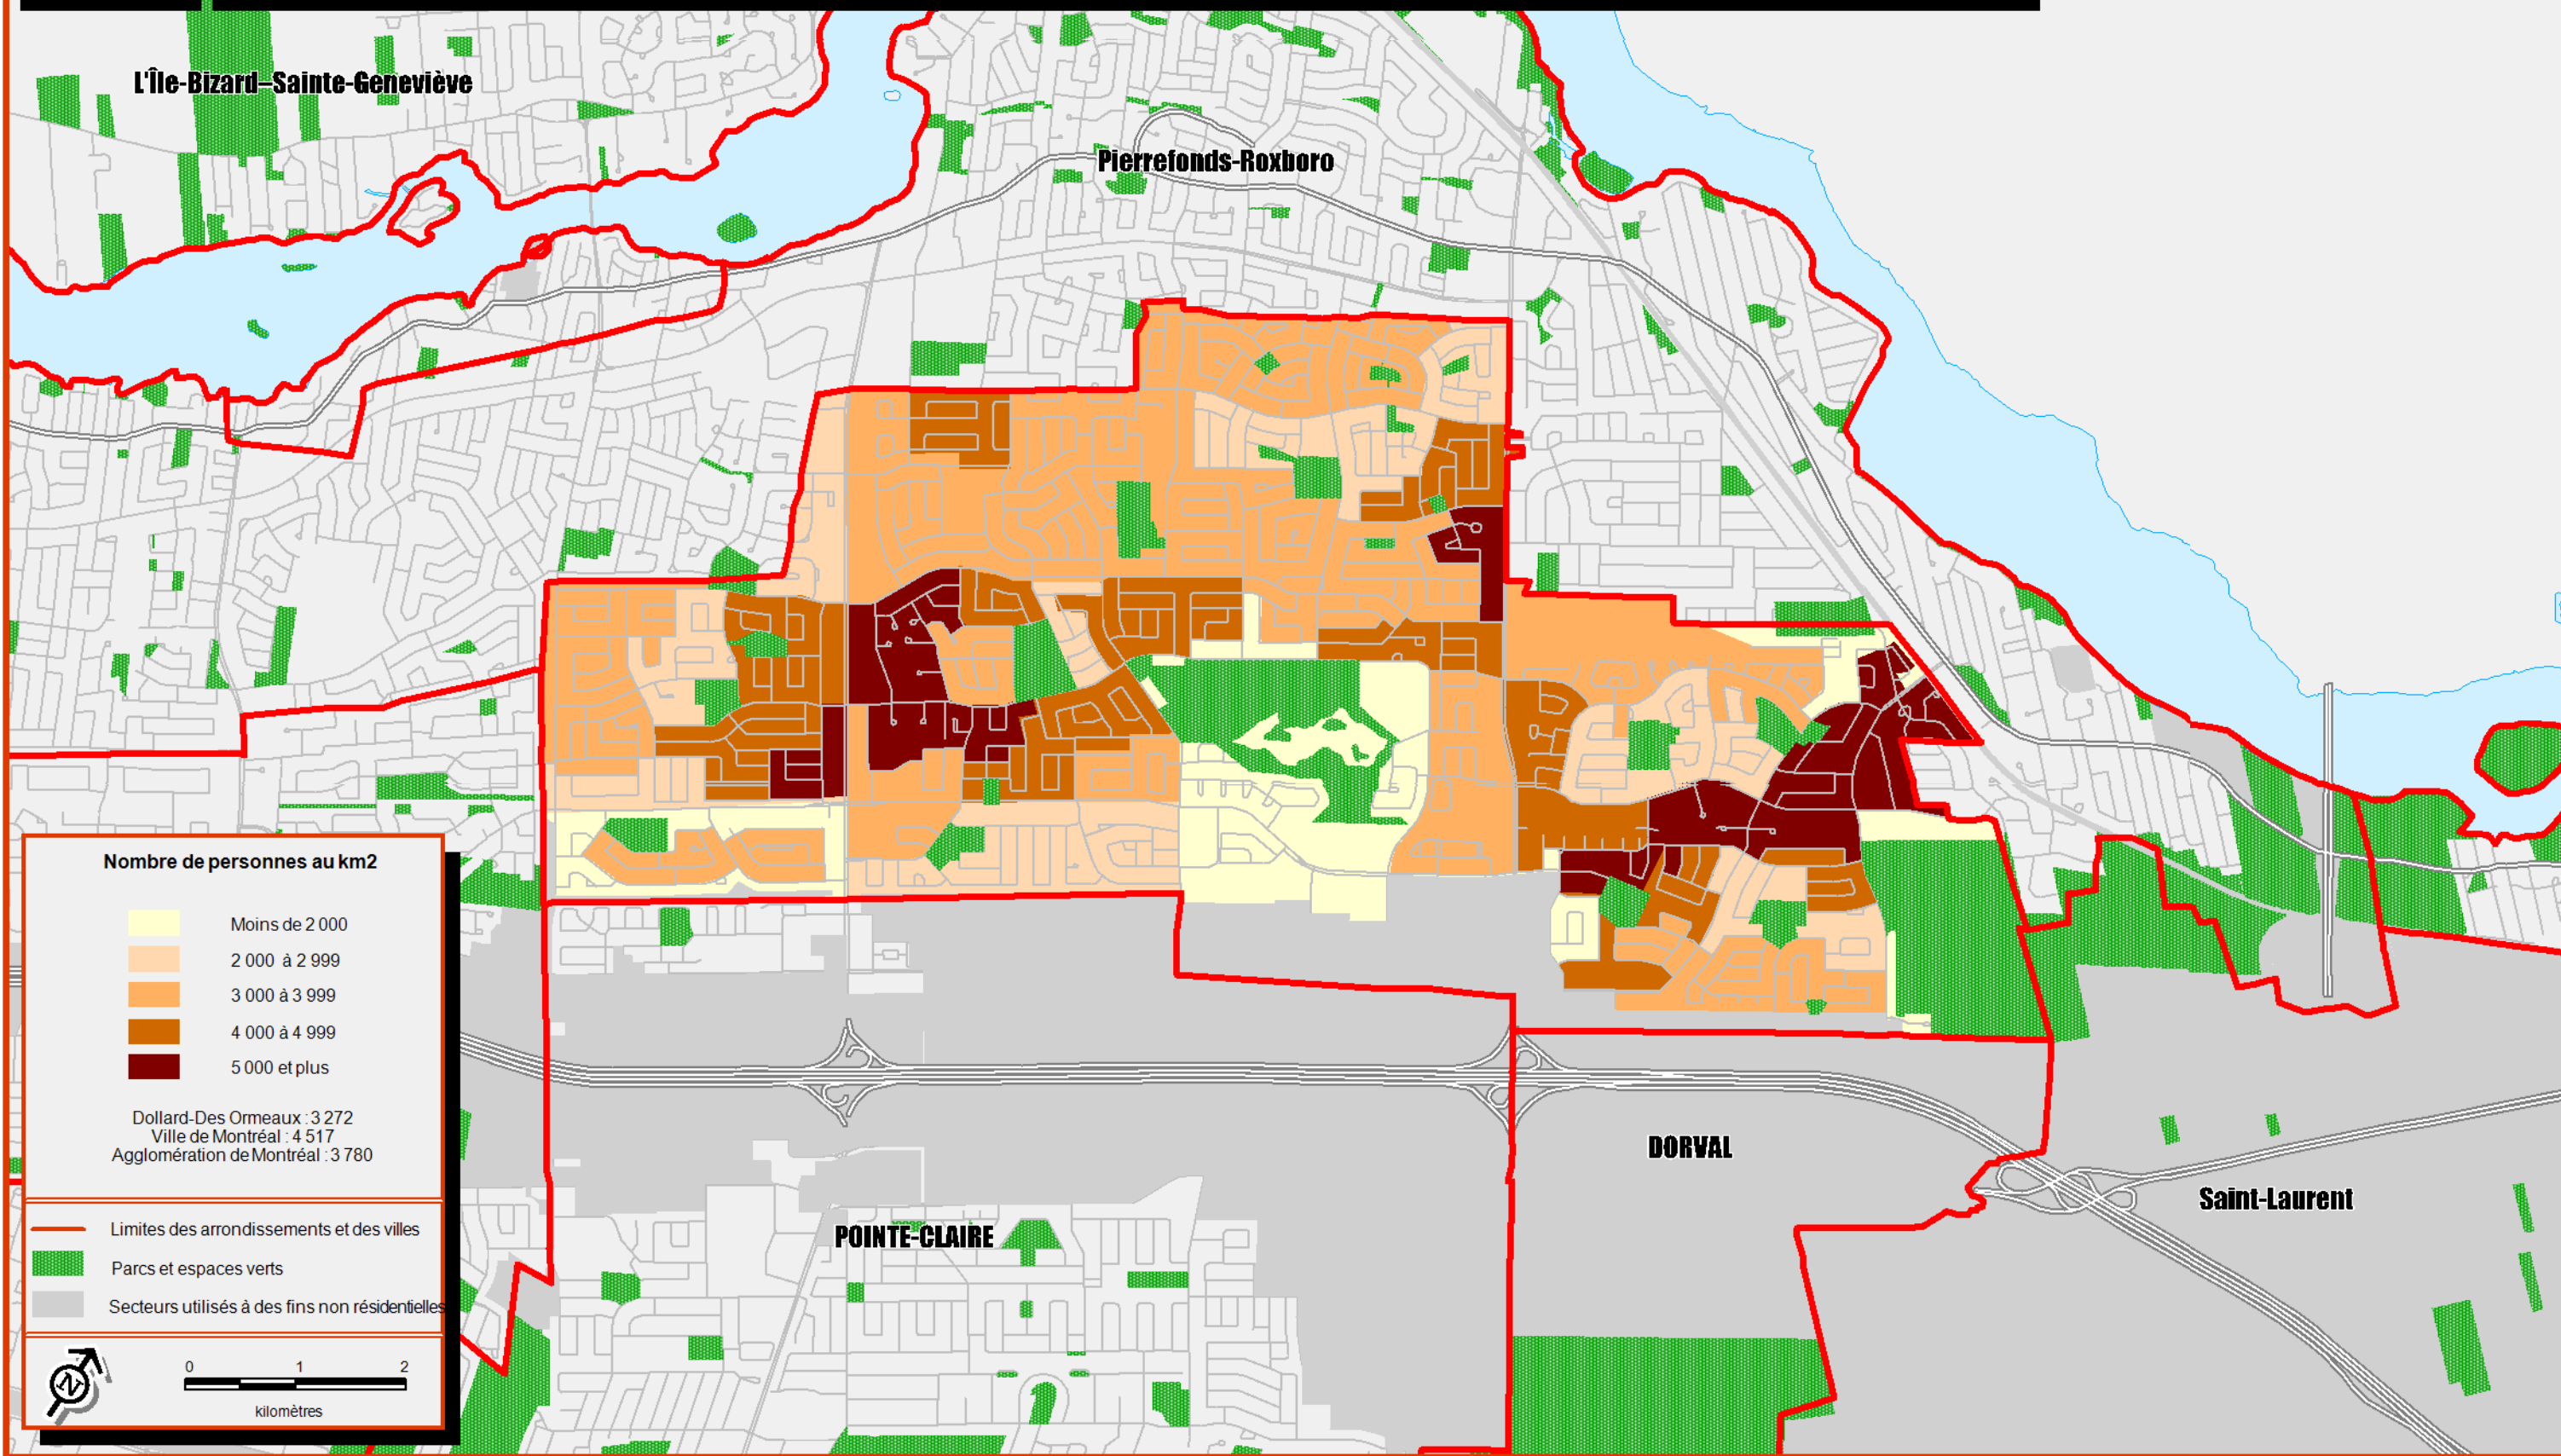 L'Île-Bizard–Sainte-Geneviève
Pierrefonds-Roxboro
Nombre de personnes au km2
Moins de 2 000
2 000 à 2 999
3 000 à 3 999
4 000 à 4 999
5 000 et plus
Dollard-Des Ormeaux : 3 272
Ville de Montréal : 4 517
Agglomération de Montréal : 3 780
Limites des arrondissements et des villes
Parcs et espaces verts
Secteurs utilisés à des fins non résidentielles
N
0 1 2
kilomètres
DORVAL
Saint-Laurent
POINTE-CLAIRE